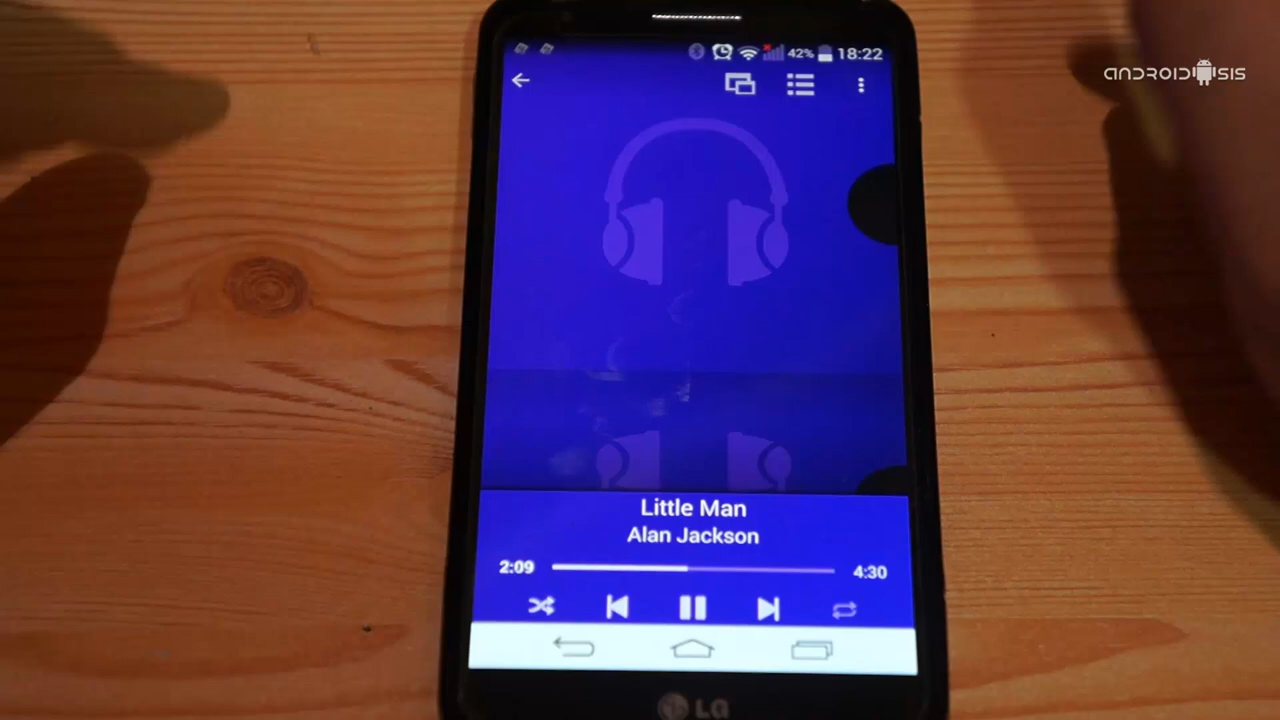 42% 18:22
ANDROIDSIS
Little Man
Alan Jackson
2:09 4:30
LG